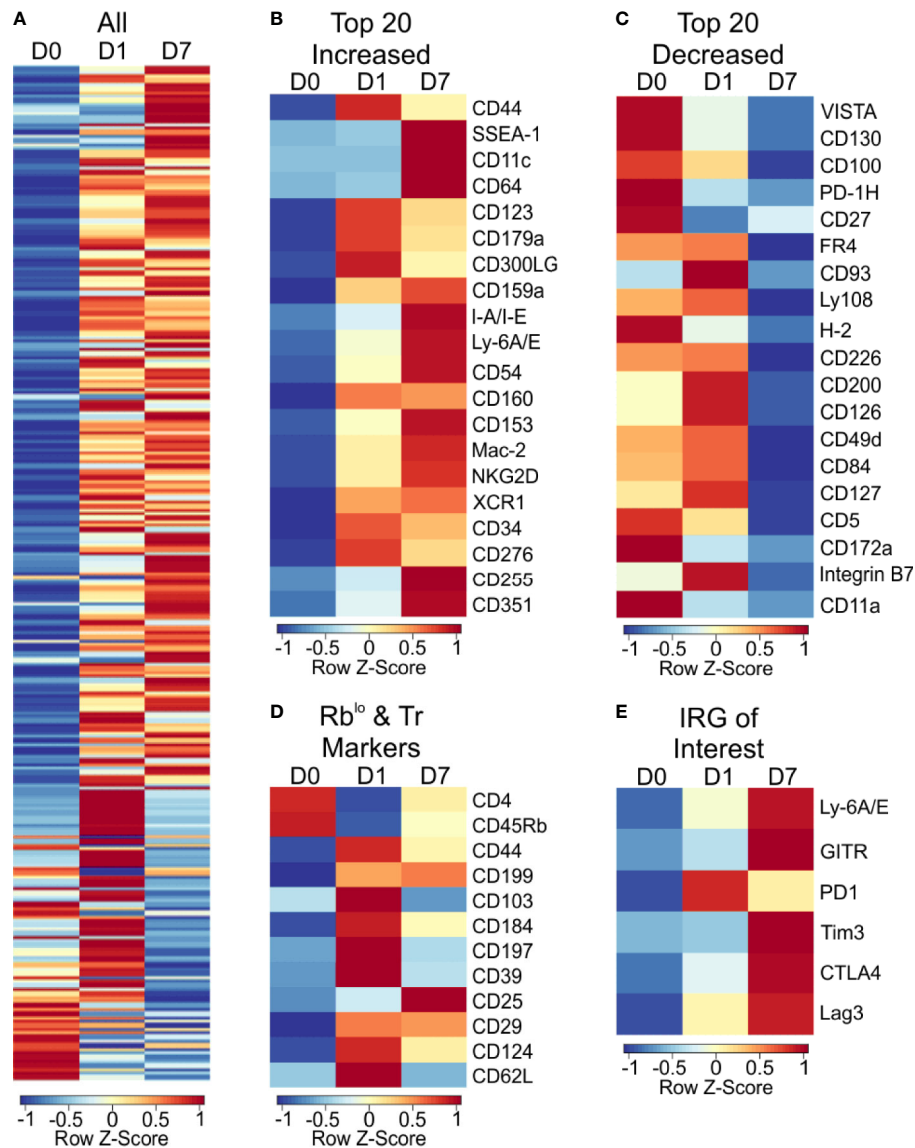 A
All
D0 D1 D7
-1 -0.5 0 0.5 1
Row Z-Score
B
Top 20
Increased
D0 D1 D7
CD44
SSEA-1
CD11c
CD64
CD123
CD179a
CD300LG
CD159a
I-A/I-E
Ly-6A/E
CD54
CD160
CD153
Mac-2
NKG2D
XCR1
CD34
CD276
CD255
CD351
-1 -0.5 0 0.5 1
Row Z-Score
C
Top 20
Decreased
D0 D1 D7
VISTA
CD130
CD100
PD-1H
CD27
FR4
CD93
Ly108
H-2
CD226
CD200
CD126
CD49d
CD84
CD127
CD5
CD172a
Integrin B7
CD11a
-1 -0.5 0 0.5 1
Row Z-Score
D
Rb^lo & Tr
Markers
D0 D1 D7
CD4
CD45Rb
CD44
CD199
CD103
CD184
CD197
CD39
CD25
CD29
CD124
CD62L
-1 -0.5 0 0.5 1
Row Z-Score
E
IRG of
Interest
D0 D1 D7
Ly-6A/E
GITR
PD1
Tim3
CTLA4
Lag3
-1 -0.5 0 0.5 1
Row Z-Score